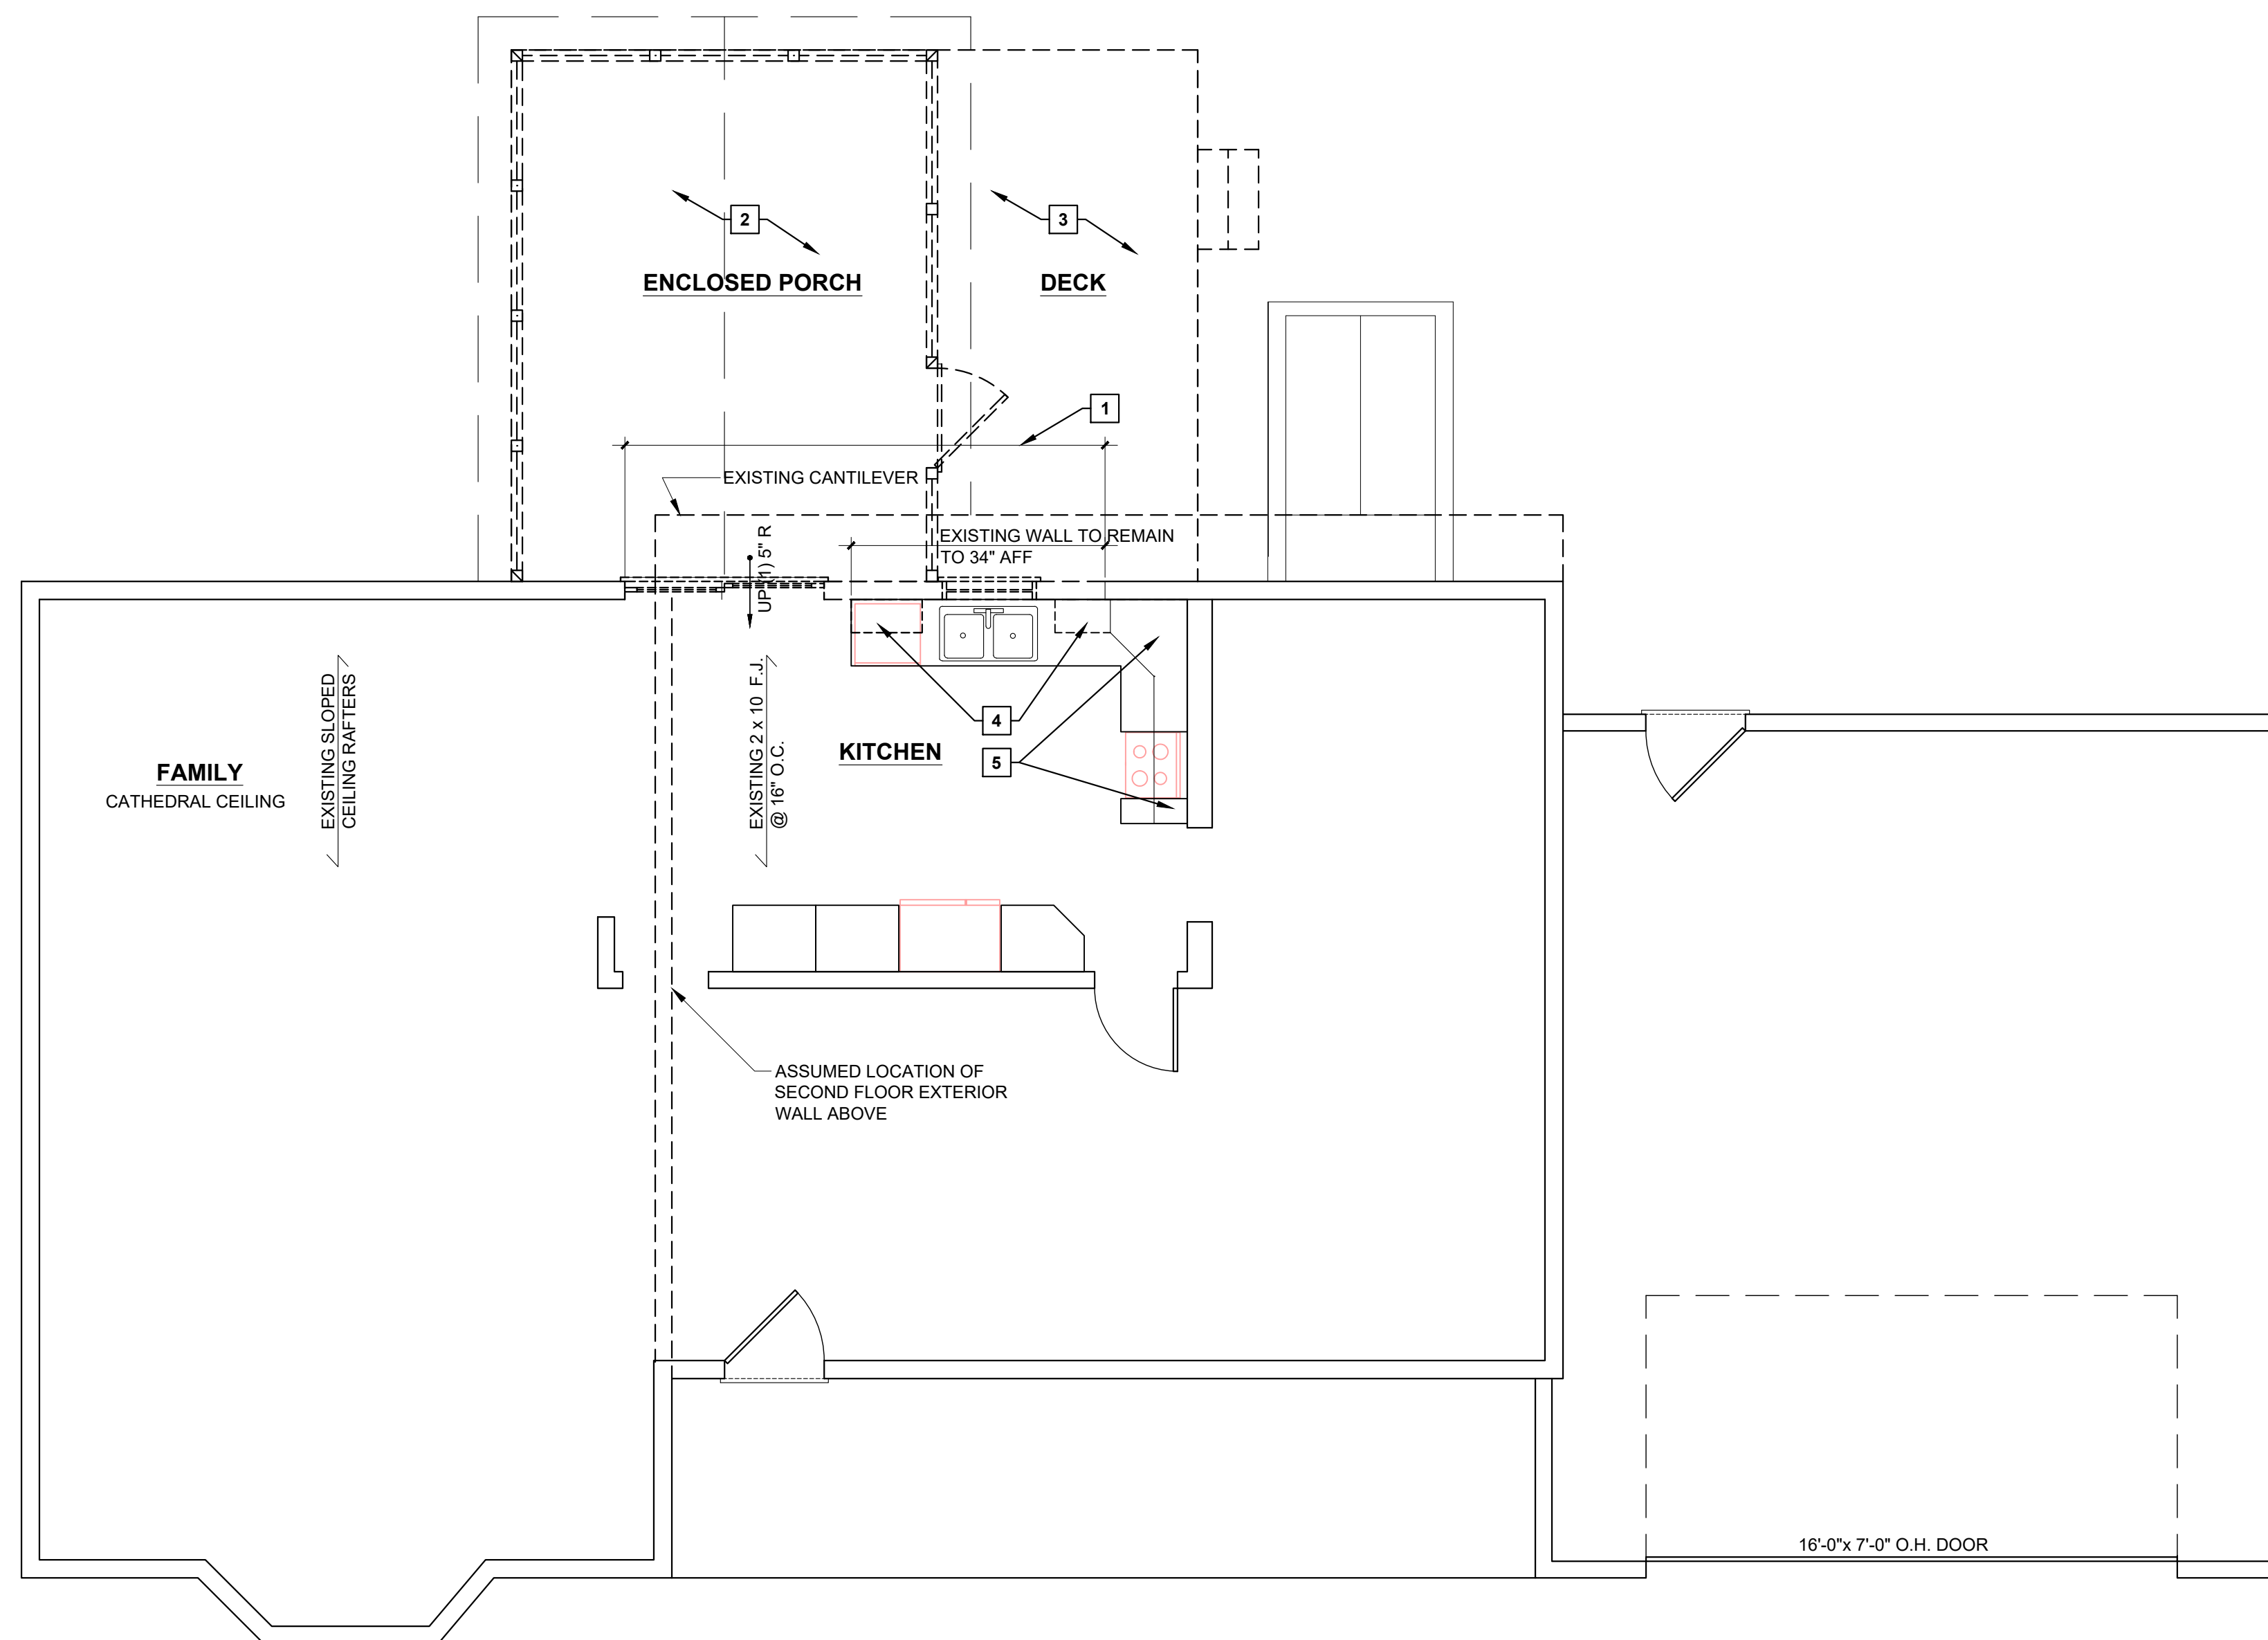 2
3
ENCLOSED PORCH
DECK
1
EXISTING CANTILEVER
UP (1) 5" R
EXISTING WALL TO REMAIN
TO 34" AFF
EXISTING SLOPED
CEILING RAFTERS
EXISTING 2 x 10 F.J.
@ 16" O.C.
4
KITCHEN
5
FAMILY
CATHEDRAL CEILING
ASSUMED LOCATION OF
SECOND FLOOR EXTERIOR
WALL ABOVE
16'-0"x 7'-0" O.H. DOOR